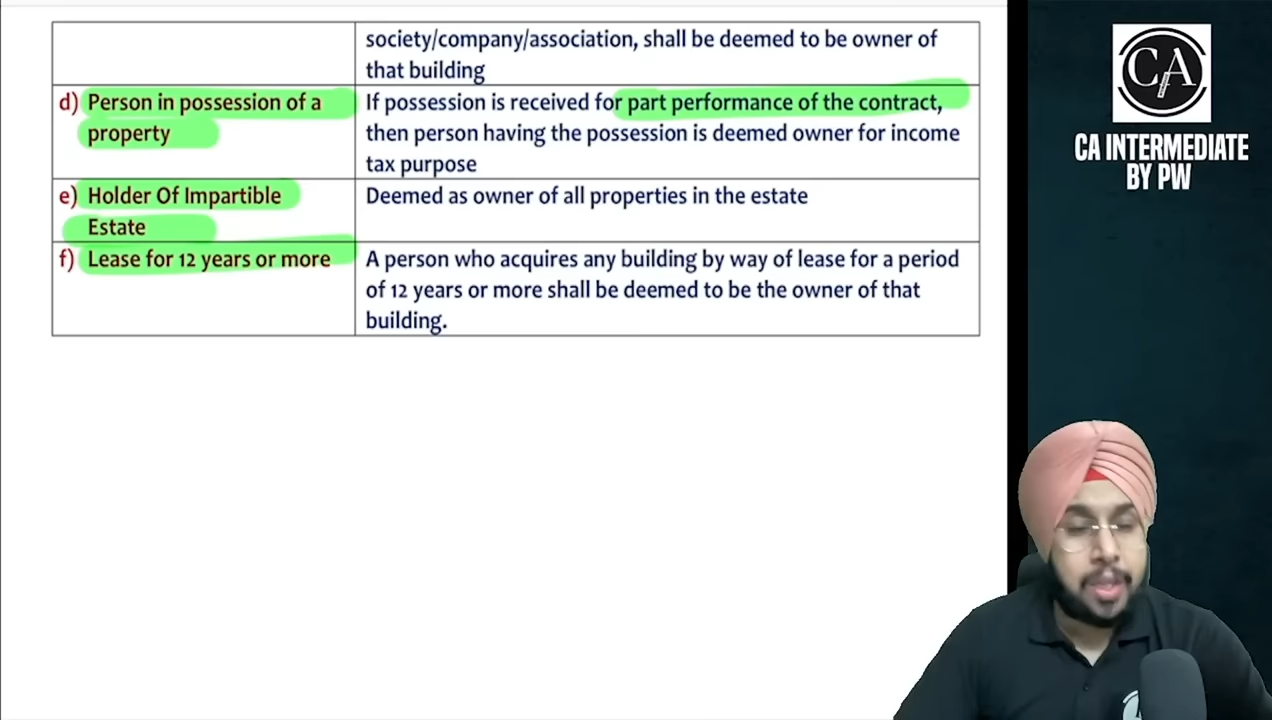 society/company/association, shall be deemed to be owner of
that building
d) Person in possession of a
property
If possession is received for part performance of the contract,
then person having the possession is deemed owner for income
tax purpose
e) Holder Of Impartible
Estate
Deemed as owner of all properties in the estate
f) Lease for 12 years or more
A person who acquires any building by way of lease for a period
of 12 years or more shall be deemed to be the owner of that
building.
CA
CA INTERMEDIATE
BY PW